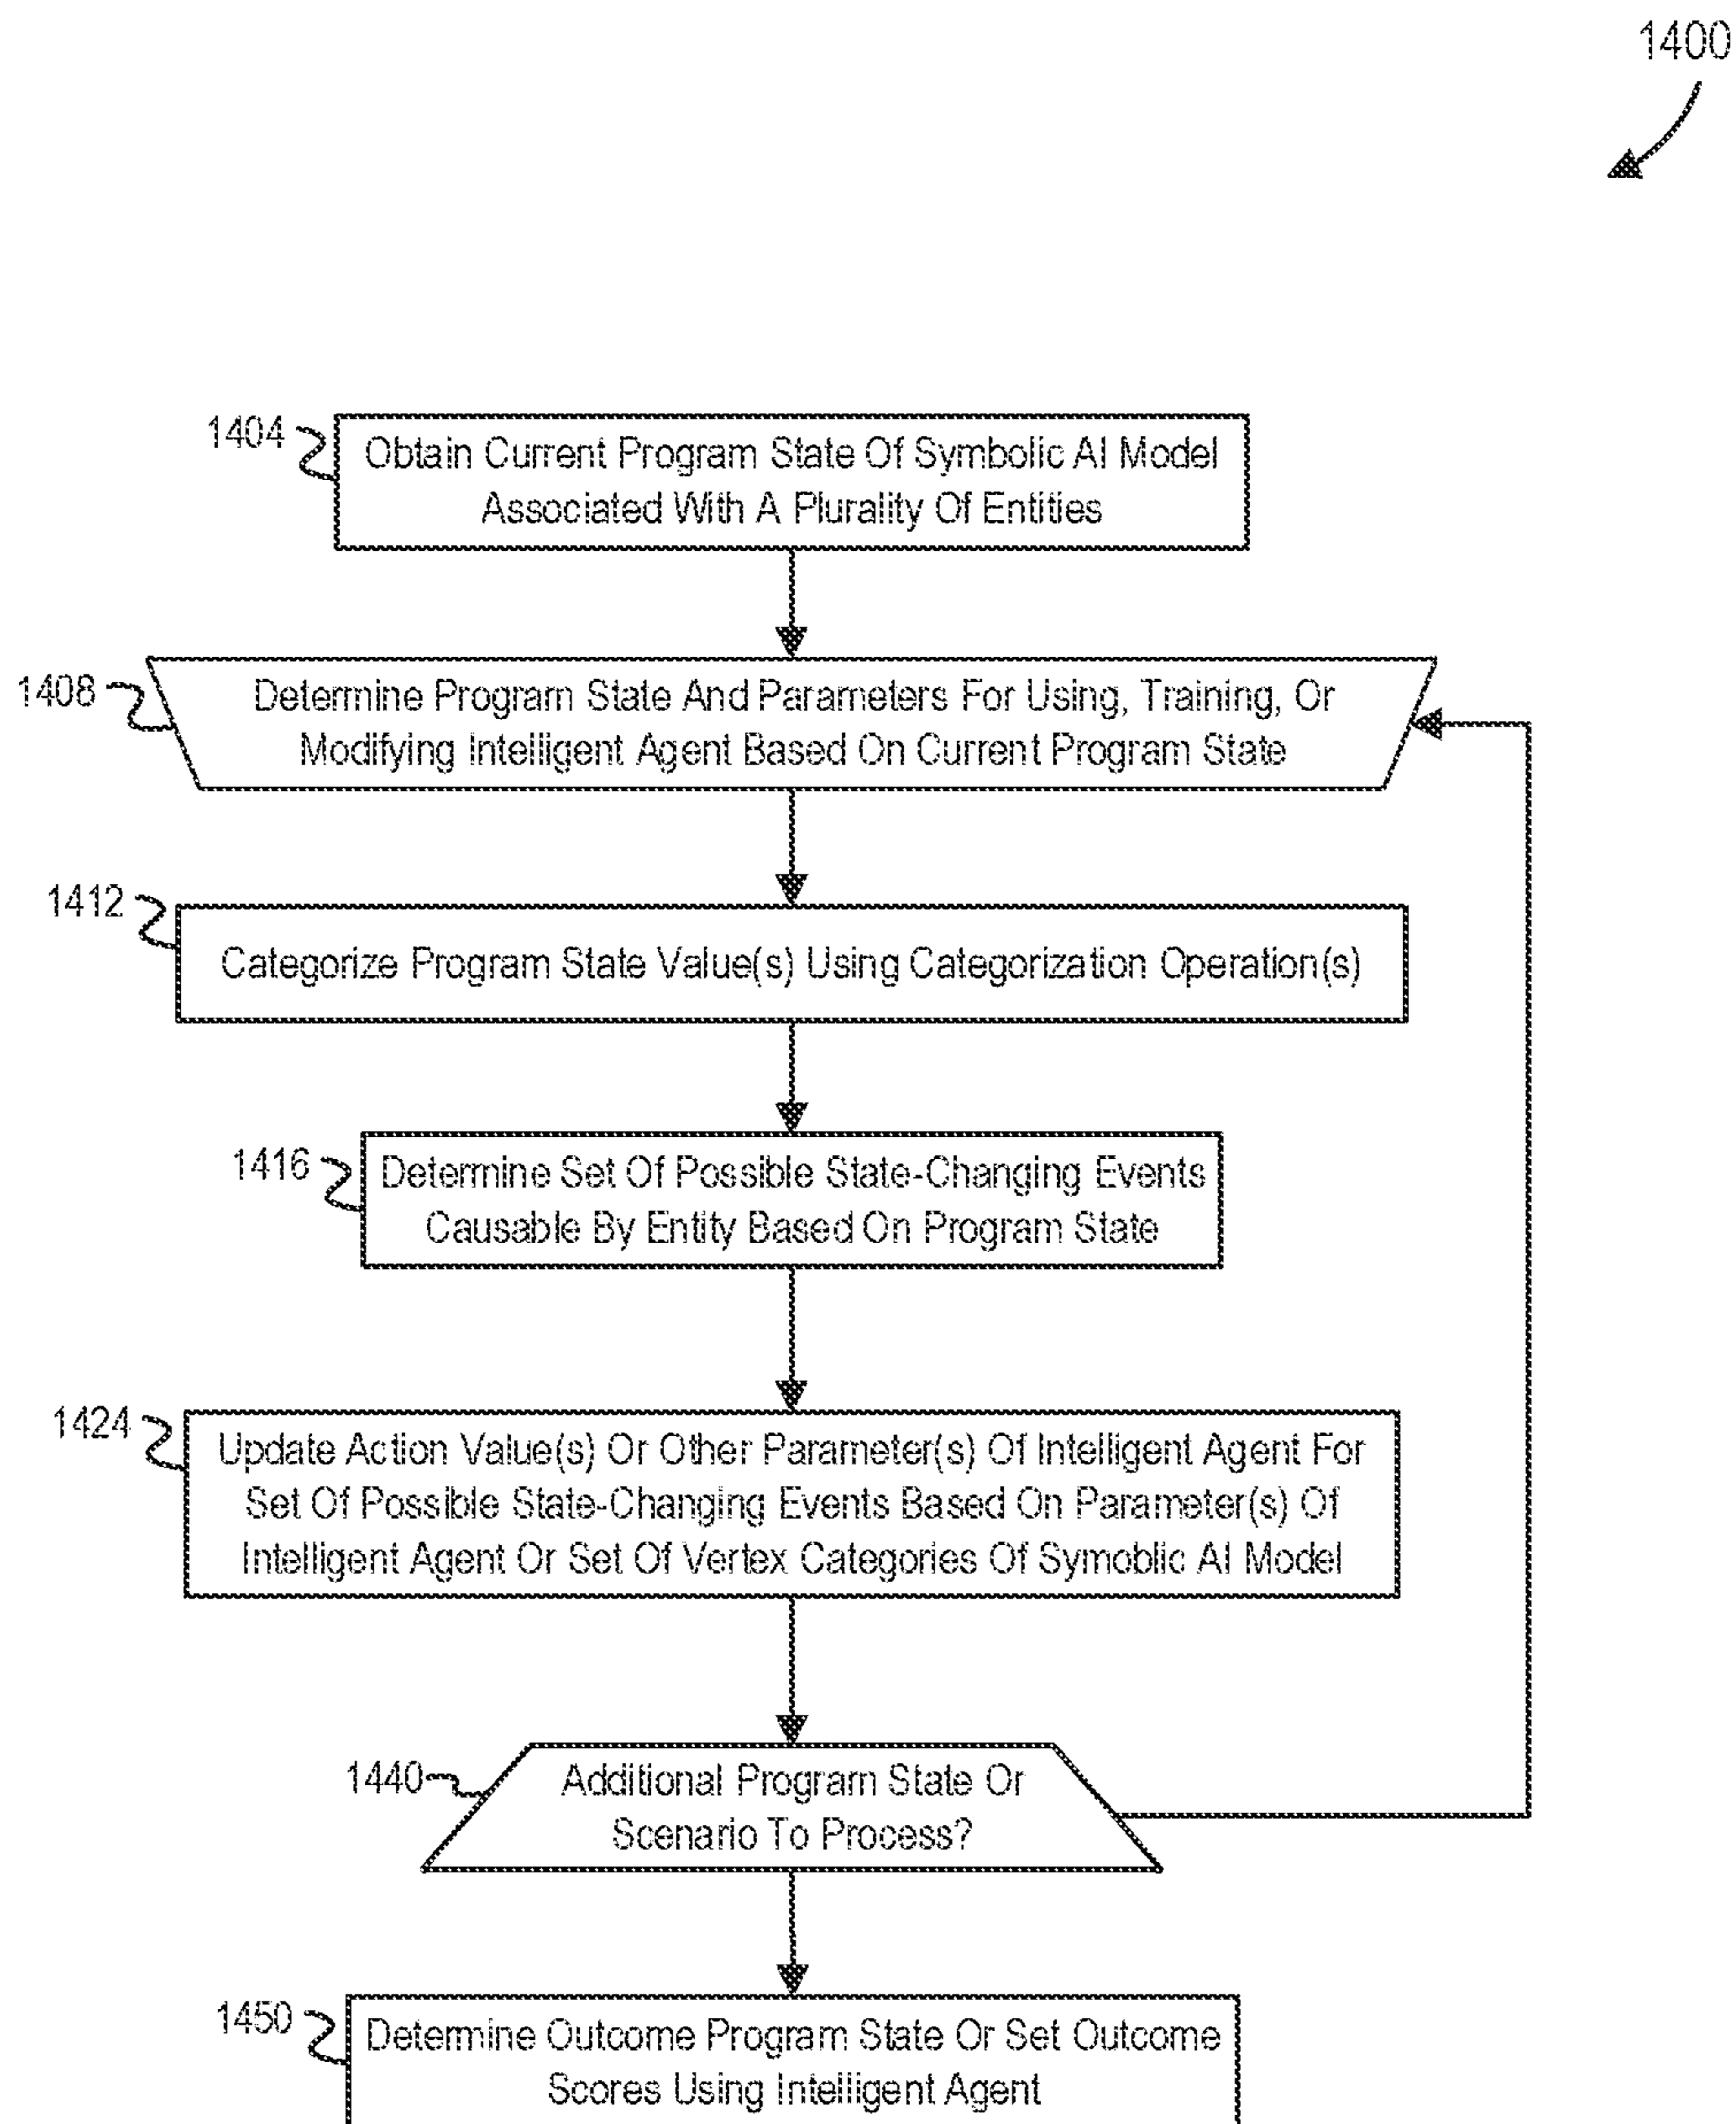 1400
1404
Obtain Current Program State Of Symbolic AI Model
Associated With A Plurality Of Entities
1408
Determine Program State And Parameters For Using, Training, Or
Modifying Intelligent Agent Based On Current Program State
1412
Categorize Program State Value(s) Using Categorization Operation(s)
1416
Determine Set Of Possible State-Changing Events
Causable By Entity Based On Program State
1424
Update Action Value(s) Or Other Parameter(s) Of Intelligent Agent For
Set Of Possible State-Changing Events Based On Parameter(s) Of
Intelligent Agent Or Set Of Vertex Categories Of Symoblic AI Model
1440
Additional Program State Or
Scenario To Process?
1450
Determine Outcome Program State Or Set Outcome
Scores Using Intelligent Agent